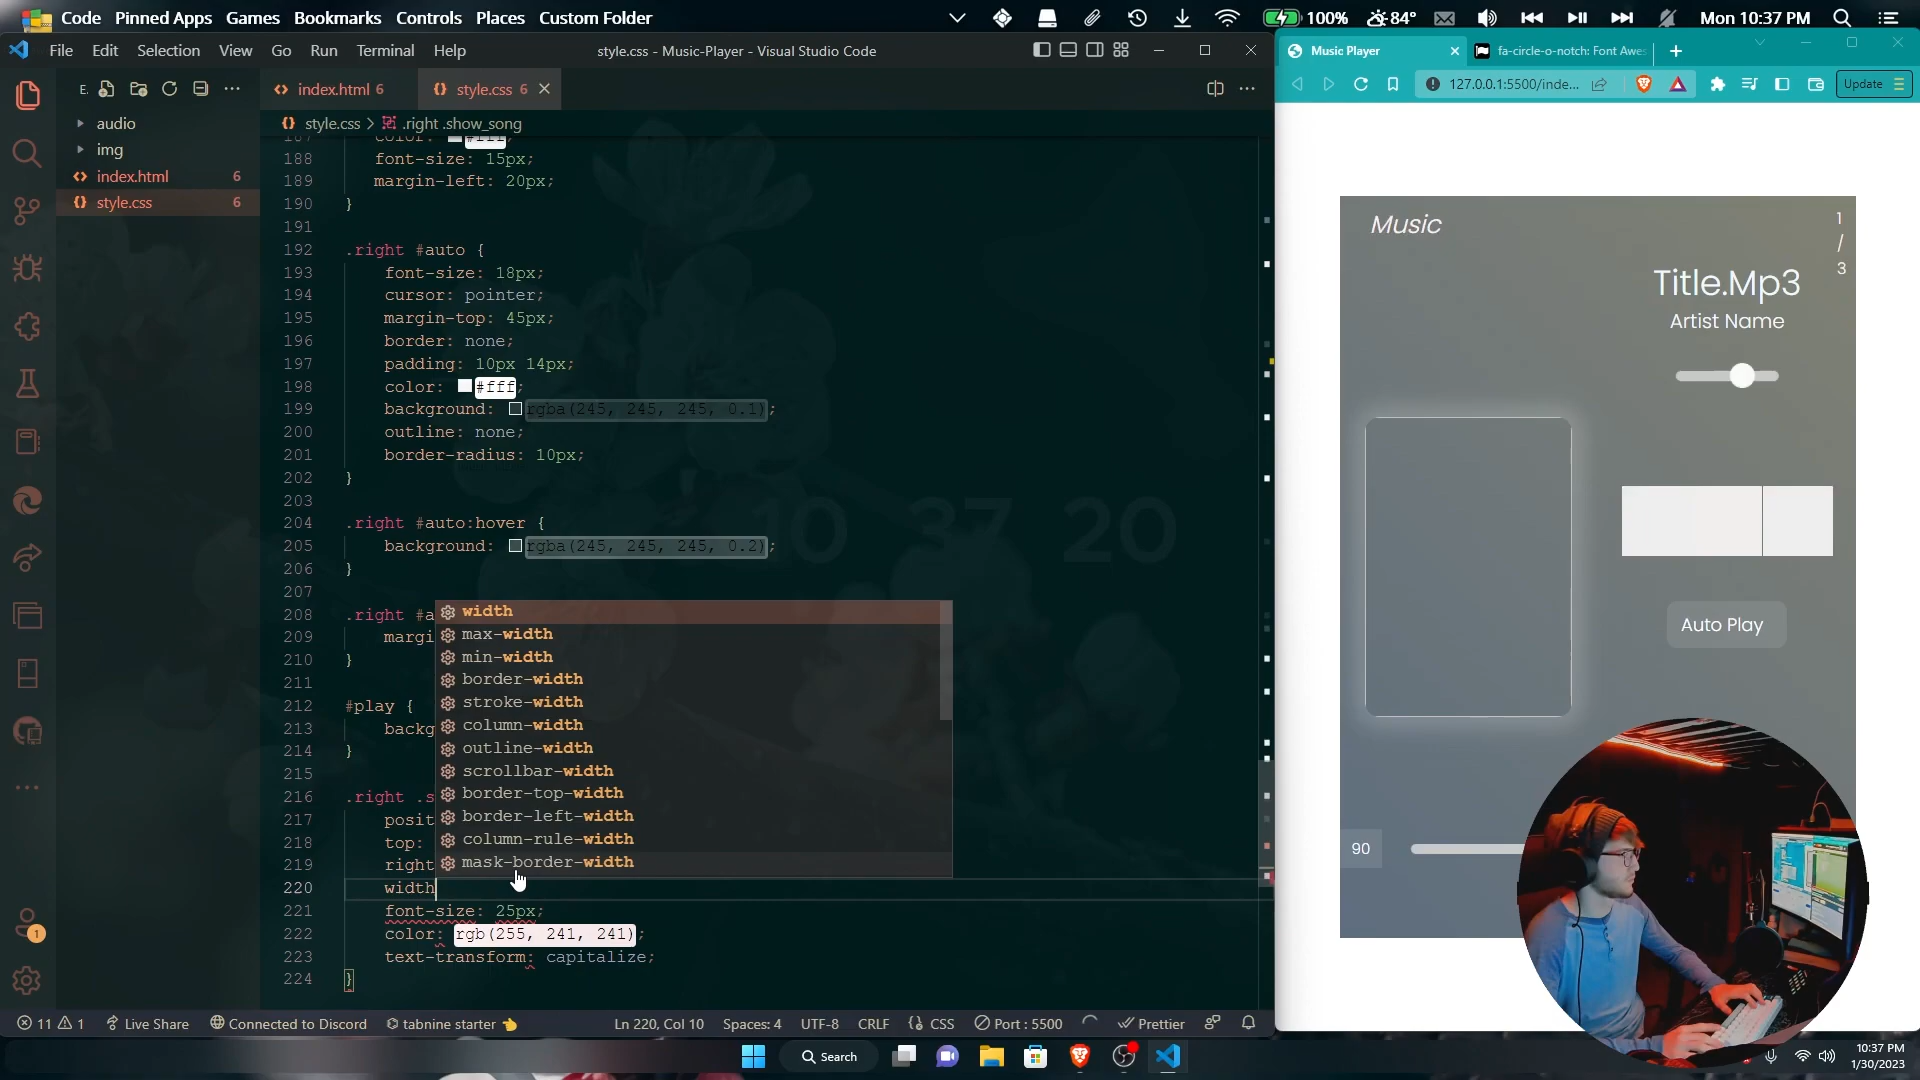 Code Pinned Apps Games Bookmarks Controls Places Custom Folder
100% 84° Mon 10:37 PM
File Edit Selection View Go Run Terminal Help
style.css - Music-Player - Visual Studio Code
E.
index.html 6
style.css 6
audio
img
index.html 6
style.css 6
style.css > .right .show_song
187 color: #fff;
188 font-size: 15px;
189 margin-left: 20px;
190 }
191
192 .right #auto {
193 font-size: 18px;
194 cursor: pointer;
195 margin-top: 45px;
196 border: none;
197 padding: 10px 14px;
198 color: #fff;
199 background: rgba(245, 245, 245, 0.1);
200 outline: none;
201 border-radius: 10px;
202 }
203
204 .right #auto:hover {
205 background: rgba(245, 245, 245, 0.2);
206 }
207
208 .right #a
209 margi
210 }
211
212 #play {
213 backg
214 }
215
216 .right .s
217 posit
218 top:
219 right
220 width
221 font-size: 25px;
222 color: rgb(255, 241, 241);
223 text-transform: capitalize;
224 }
width
max-width
min-width
border-width
stroke-width
column-width
outline-width
scrollbar-width
border-top-width
border-left-width
column-rule-width
mask-border-width
10 37 20
1
11 1 Live Share Connected to Discord tabnine starter Ln 220, Col 10 Spaces: 4 UTF-8 CRLF CSS Port : 5500 Prettier
Music Player
fa-circle-o-notch: Font Awes
127.0.0.1:5500/inde...
Update
Music
1
/
3
Title.Mp3
Artist Name
Auto Play
90
Search
10:37 PM
1/30/2023